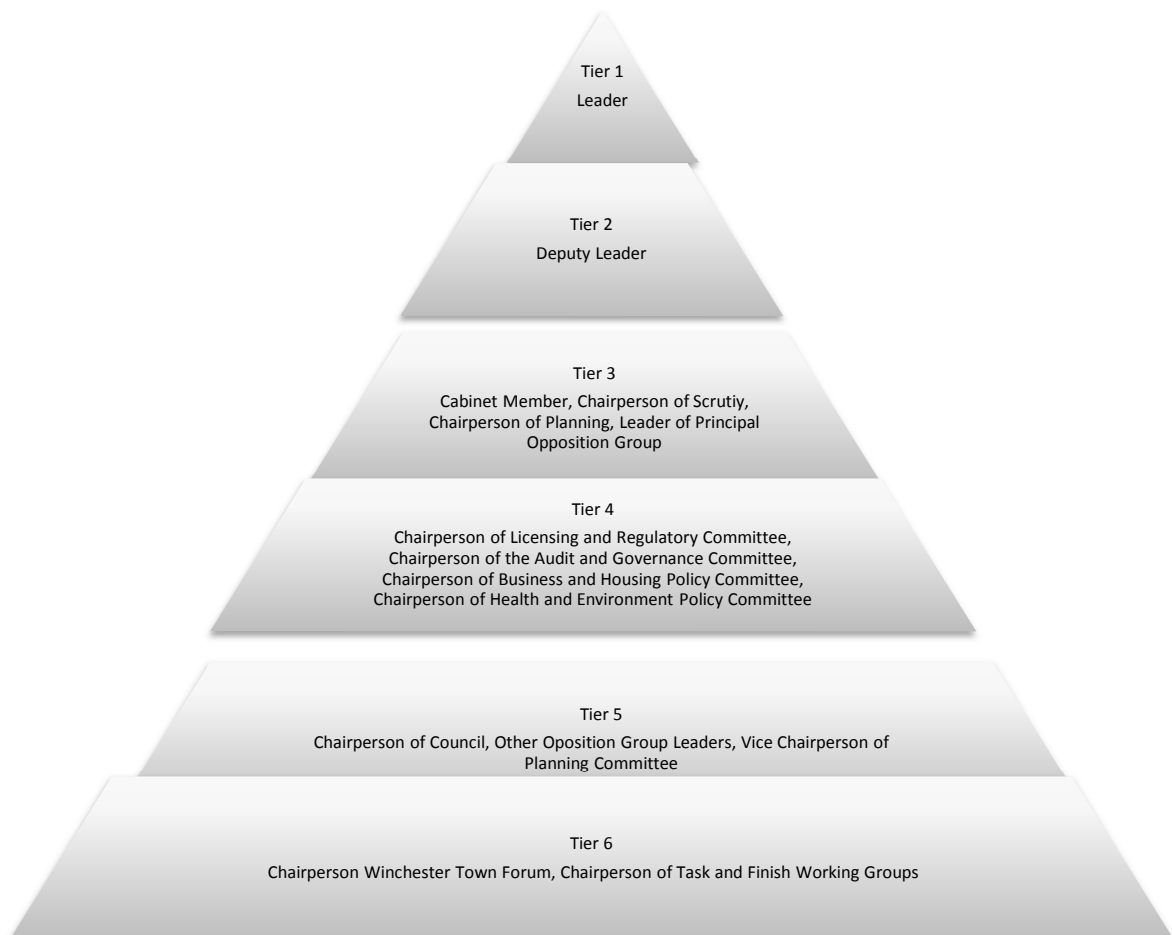 Tier 1
Leader
Tier 2
Deputy Leader
Tier 3
Cabinet Member, Chairperson of Scrutiy,
Chairperson of Planning, Leader of Principal
Opposition Group
Tier 4
Chairperson of Licensing and Regulatory Committee,
Chairperson of the Audit and Governance Committee,
Chairperson of Business and Housing Policy Committee,
Chairperson of Health and Environment Policy Committee
Tier 5
Chairperson of Council, Other Oposition Group Leaders, Vice Chairperson of
Planning Committee
Tier 6
Chairperson Winchester Town Forum, Chairperson of Task and Finish Working Groups